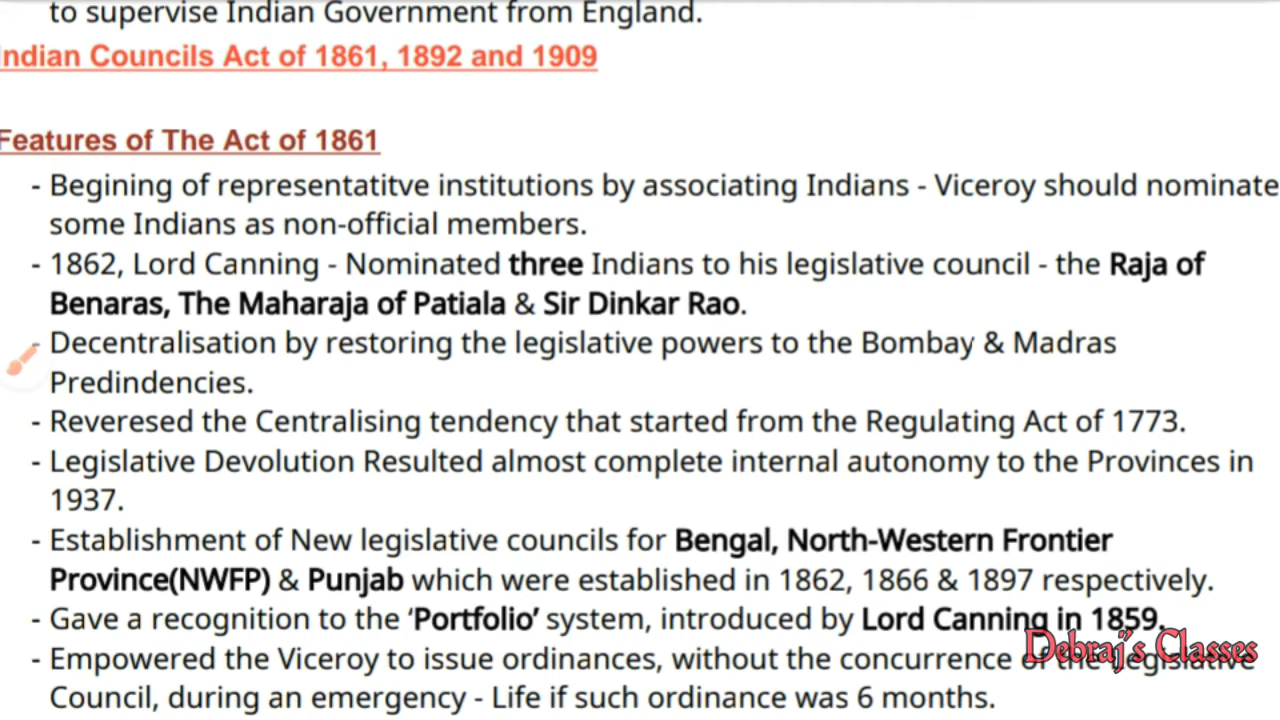 to supervise Indian Government from England.
Indian Councils Act of 1861, 1892 and 1909
Features of The Act of 1861
- Begining of representatitve institutions by associating Indians - Viceroy should nominate
some Indians as non-official members.
- 1862, Lord Canning - Nominated three Indians to his legislative council - the Raja of
Benaras, The Maharaja of Patiala & Sir Dinkar Rao.
- Decentralisation by restoring the legislative powers to the Bombay & Madras
Predindencies.
- Reveresed the Centralising tendency that started from the Regulating Act of 1773.
- Legislative Devolution Resulted almost complete internal autonomy to the Provinces in
1937.
- Establishment of New legislative councils for Bengal, North-Western Frontier
Province(NWFP) & Punjab which were established in 1862, 1866 & 1897 respectively.
- Gave a recognition to the ‘Portfolio’ system, introduced by Lord Canning in 1859.
- Empowered the Viceroy to issue ordinances, without the concurrence of the Legislative
Council, during an emergency - Life if such ordinance was 6 months.
Debraj's Classes